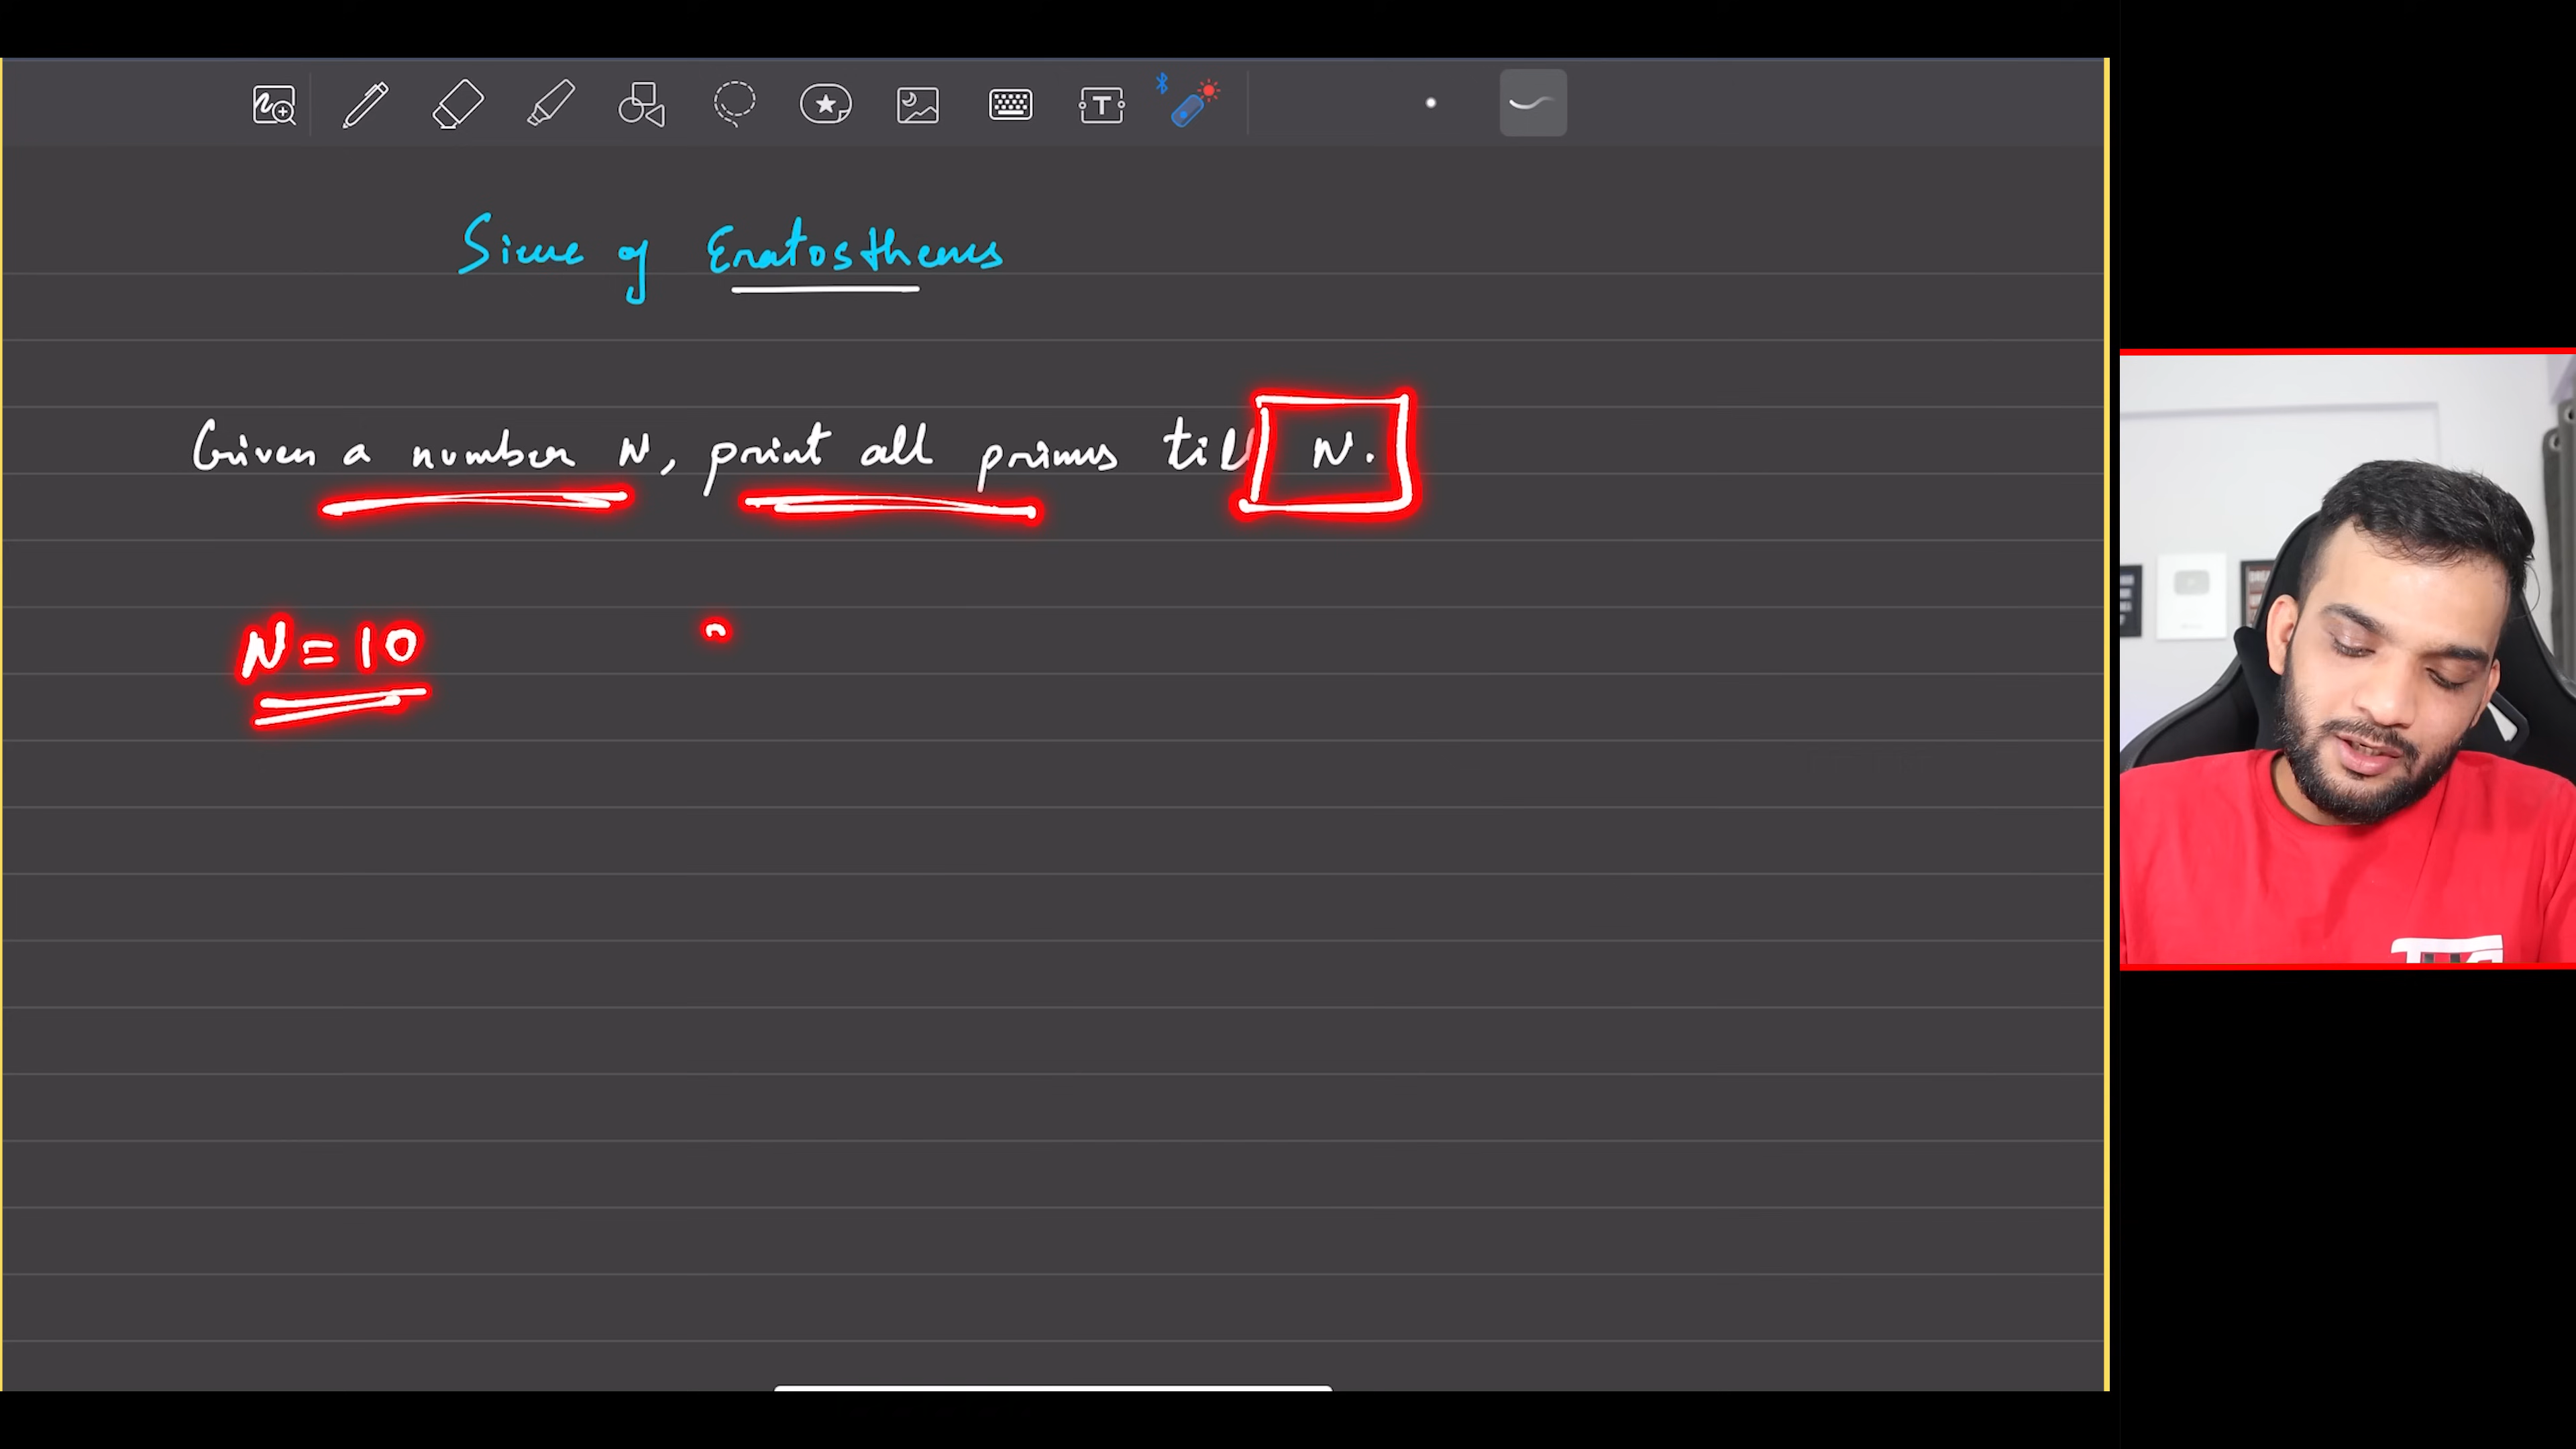 Sieve of Eratosthenes
Given a number N, print all primes till N.
N = 10